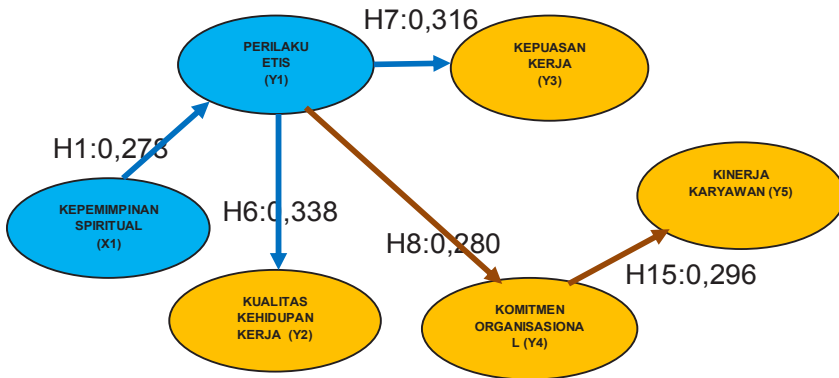 H7:0,316
PERILAKU
ETIS
(Y1)
KEPUASAN
KERJA
(Y3)
H1:0,278
KINERJA
KARYAWAN (Y5)
KEPEMIMPINAN
SPIRITUAL
(X1)
H6:0,338
H8:0,280
H15:0,296
KUALITAS
KEHIDUPAN
KERJA (Y2)
KOMITMEN
ORGANISASIONA
L (Y4)